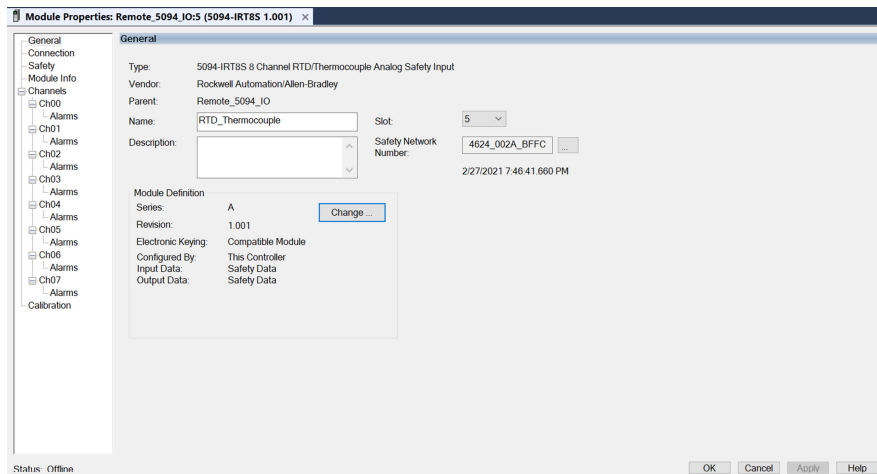 Module Properties: Remote_5094_IO:5 (5094-IRT8S 1.001) ×
General
Connection
Safety
Module Info
Channels
Ch00
Alarms
Ch01
Alarms
Ch02
Alarms
Ch03
Alarms
Ch04
Alarms
Ch05
Alarms
Ch06
Alarms
Ch07
Alarms
Calibration
General
Type: 5094-IRT8S 8 Channel RTD/Thermocouple Analog Safety Input
Vendor: Rockwell Automation/Allen-Bradley
Parent: Remote_5094_IO
Name: RTD_Thermocouple Slot: 5
Description: Safety Network Number: 4624_002A_BFFC ...
2/27/2021 7:46:41.660 PM
Module Definition
Series: A Change ...
Revision: 1.001
Electronic Keying: Compatible Module
Configured By: This Controller
Input Data: Safety Data
Output Data: Safety Data
Status: Offline OK Cancel Apply Help